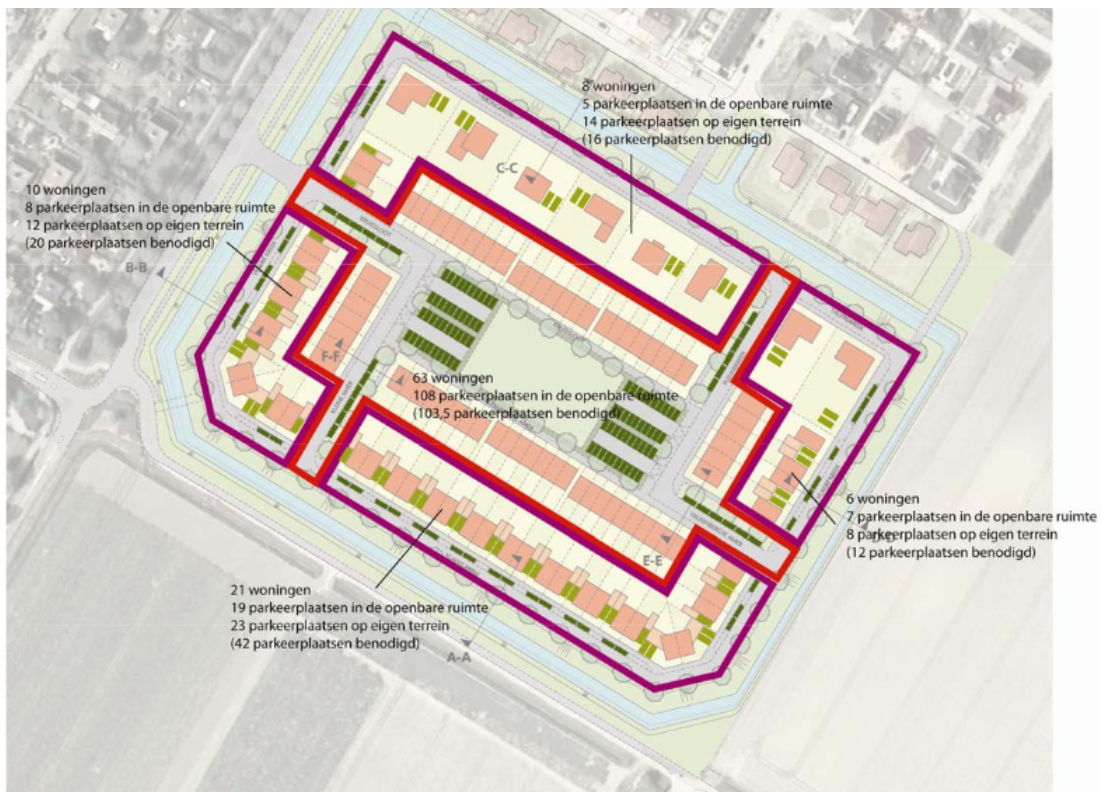 8 woningen
5 parkeerplaatsen in de openbare ruimte
14 parkeerplaatsen op eigen terrein
(16 parkeerplaatsen benodigd)
C-C
10 woningen
8 parkeerplaatsen in de openbare ruimte
12 parkeerplaatsen op eigen terrein
(20 parkeerplaatsen benodigd)
B-B
F-F
63 woningen
108 parkeerplaatsen in de openbare ruimte
(103,5 parkeerplaatsen benodigd)
6 woningen
7 parkeerplaatsen in de openbare ruimte
8 parkeerplaatsen op eigen terrein
(12 parkeerplaatsen benodigd)
E-E
21 woningen
19 parkeerplaatsen in de openbare ruimte
23 parkeerplaatsen op eigen terrein
(42 parkeerplaatsen benodigd)
A-A